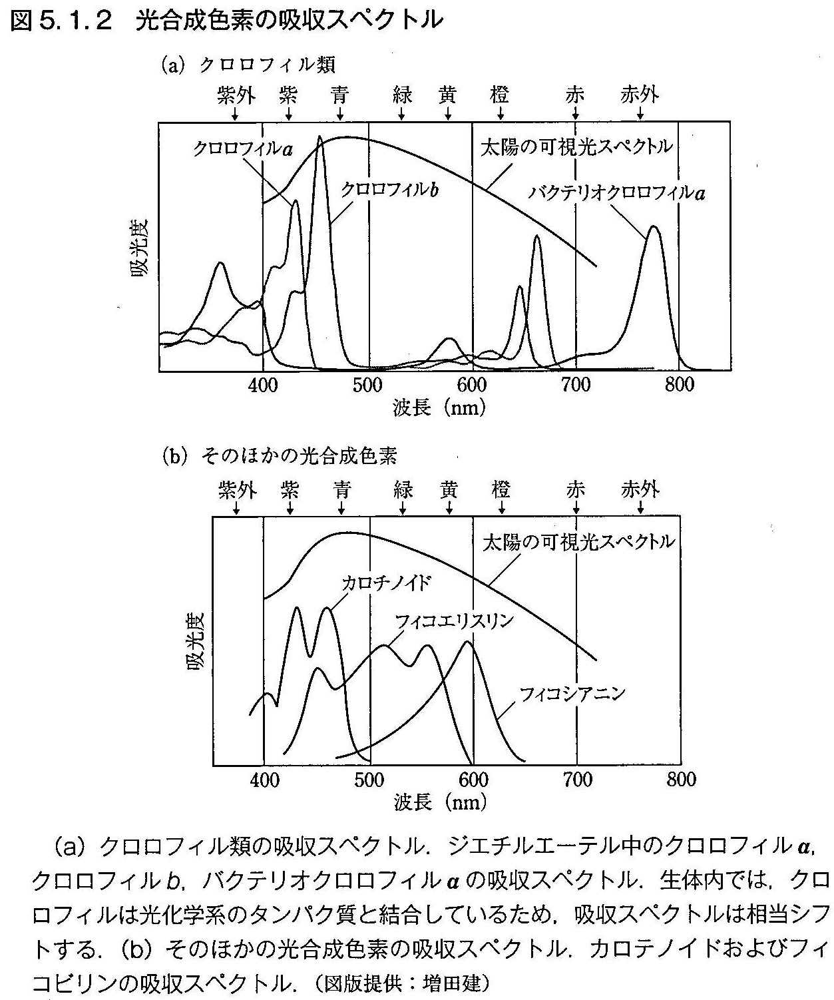 図5.1.2 光合成色素の吸収スペクトル
(a) クロロフィル類
紫外 紫 青 緑 黄 橙 赤 赤外
クロロフィルa
太陽の可視光スペクトル
クロロフィルb
バクテリオクロロフィルa
吸光度
400 500 600 700 800
波長 (nm)
(b) そのほかの光合成色素
紫外 紫 青 緑 黄 橙 赤 赤外
太陽の可視光スペクトル
カロチノイド
フィコエリスリン
吸光度
フィコシアニン
400 500 600 700 800
波長 (nm)
(a) クロロフィル類の吸収スペクトル．ジエチルエーテル中のクロロフィルa,
クロロフィルb，バクテリオクロロフィルaの吸収スペクトル．生体内では，クロ
ロフィルは光化学系のタンパク質と結合しているため，吸収スペクトルは相当シフ
トする．(b) そのほかの光合成色素の吸収スペクトル．カロテノイドおよびフィ
コビリンの吸収スペクトル．（図版提供：増田建）